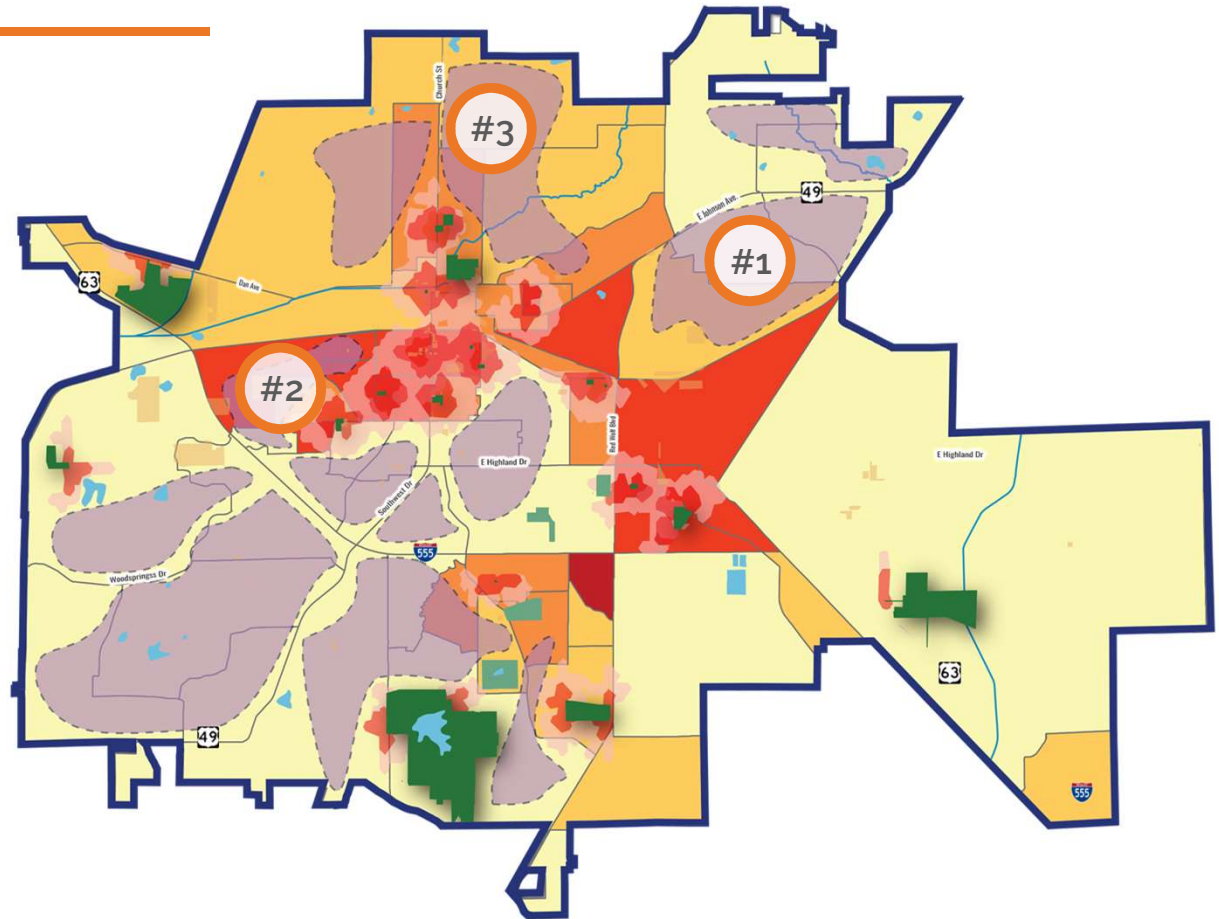 Church St
#3
49
E Johnson Ave.
#1
63
Dan Ave
#2
Red Wolf Blvd
E Highland Dr
E Highland Dr
Southwest Dr
555
Woodspringss Dr
63
49
555